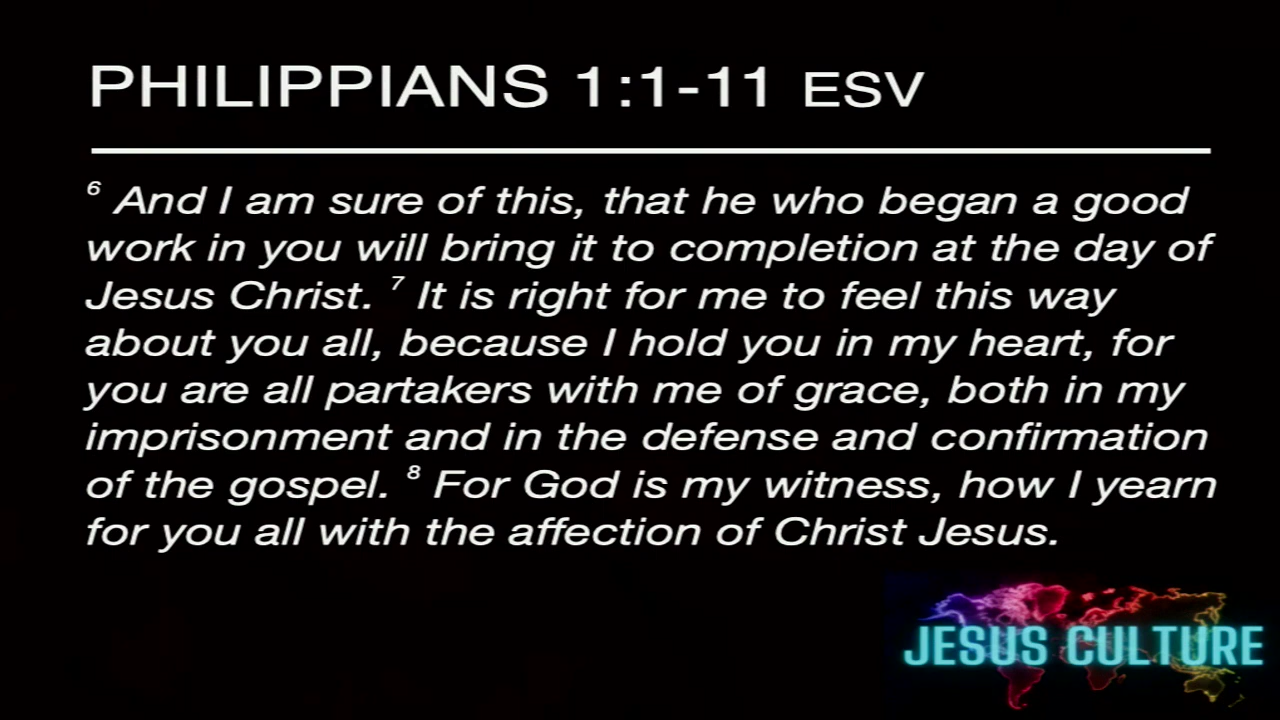 PHILIPPIANS 1:1-11 ESV
6 And I am sure of this, that he who began a good
work in you will bring it to completion at the day of
Jesus Christ. 7 It is right for me to feel this way
about you all, because I hold you in my heart, for
you are all partakers with me of grace, both in my
imprisonment and in the defense and confirmation
of the gospel. 8 For God is my witness, how I yearn
for you all with the affection of Christ Jesus.
JESUS CULTURE